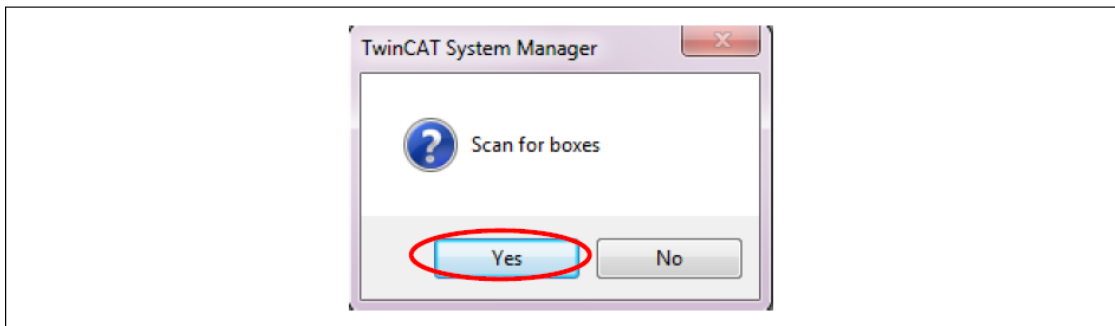 TwinCAT System Manager
Scan for boxes
Yes
No